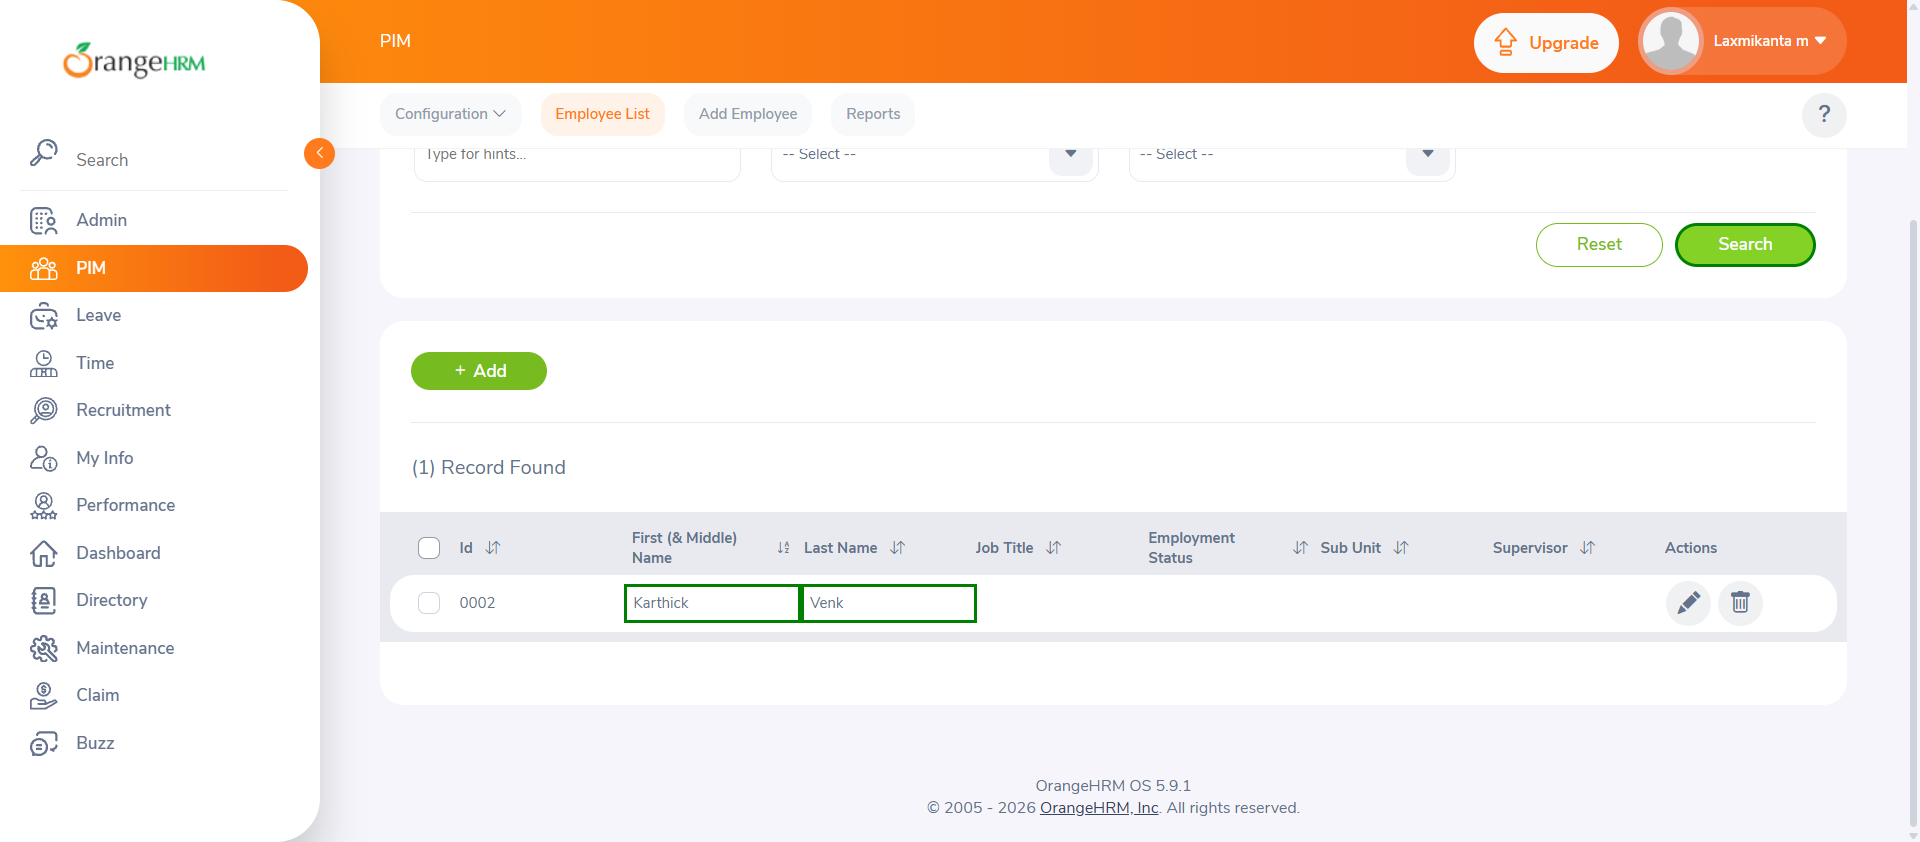 OrangeHRM
Search
Admin
PIM
Leave
Time
Recruitment
My Info
Performance
Dashboard
Directory
Maintenance
Claim
Buzz
PIM
Upgrade
Laxmikanta m
Configuration
Employee List
Add Employee
Reports
?
Type for hints...
-- Select --
-- Select --
Reset
Search
+ Add
(1) Record Found
Id
First (& Middle)
Name
Last Name
Job Title
Employment
Status
Sub Unit
Supervisor
Actions
0002
Karthick
Venk
OrangeHRM OS 5.9.1
© 2005 - 2026 OrangeHRM, Inc. All rights reserved.